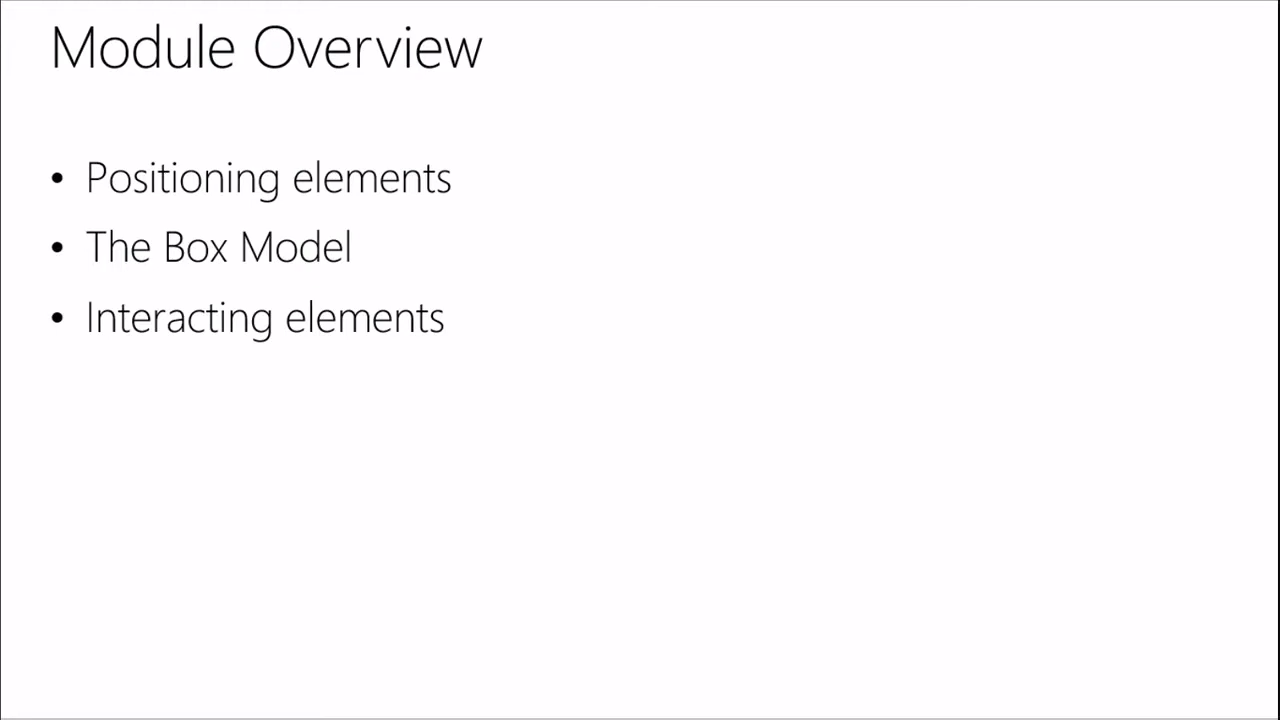 Module Overview
• Positioning elements
• The Box Model
• Interacting elements